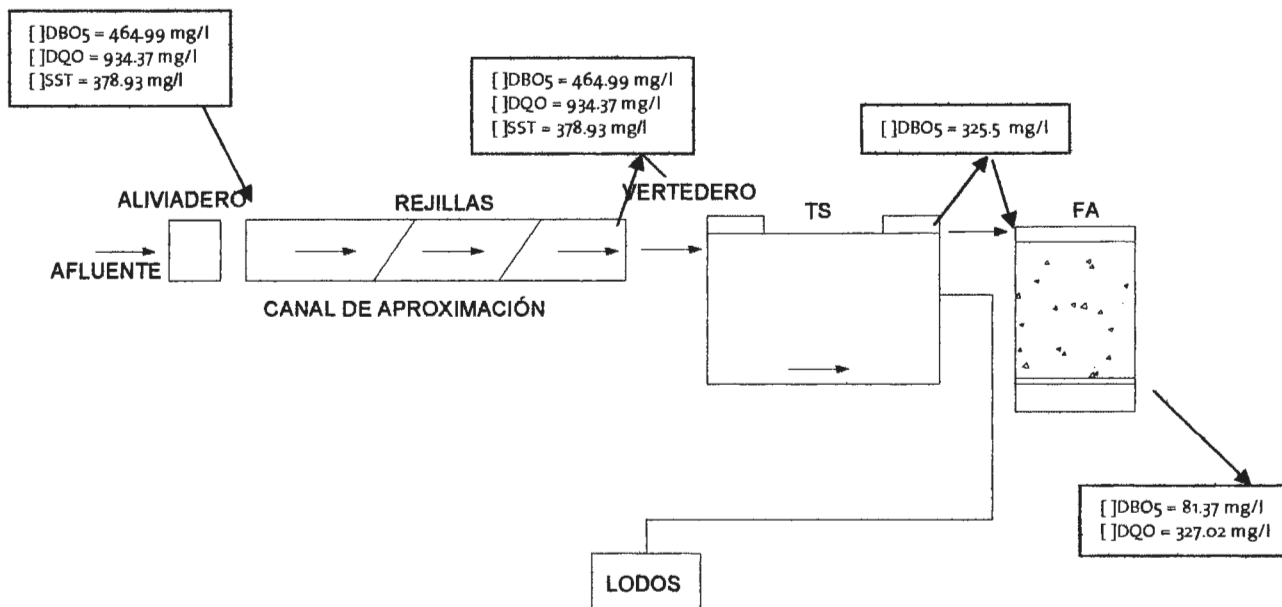 [ ]DBO5 = 464.99 mg/l
[ ]DQO = 934.37 mg/l
[ ]SST = 378.93 mg/l
[ ]DBO5 = 464.99 mg/l
[ ]DQO = 934.37 mg/l
[ ]SST = 378.93 mg/l
[ ]DBO5 = 325.5 mg/l
ALIVIADERO
REJILLAS
VERTEDERO
TS
FA
AFLUENTE
CANAL DE APROXIMACIÓN
[ ]DBO5 = 81.37 mg/l
[ ]DQO = 327.02 mg/l
LODOS